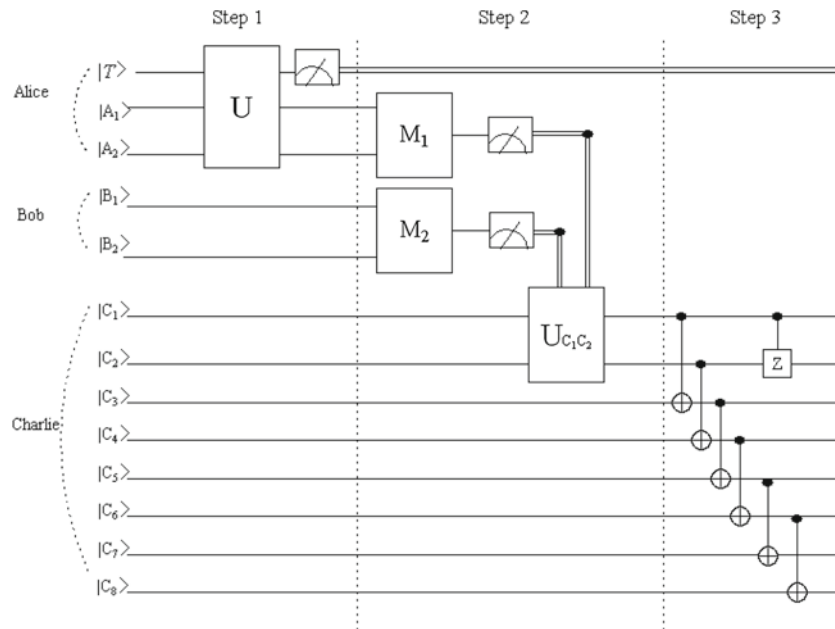 Step 1 Step 2 Step 3
Alice
|T>
|A₁>
|A₂>
U
M₁
Bob
|B₁>
|B₂>
M₂
Charlie
|C₁>
|C₂>
|C₃>
|C₄>
|C₅>
|C₆>
|C₇>
|C₈>
U_C₁C₂
Z